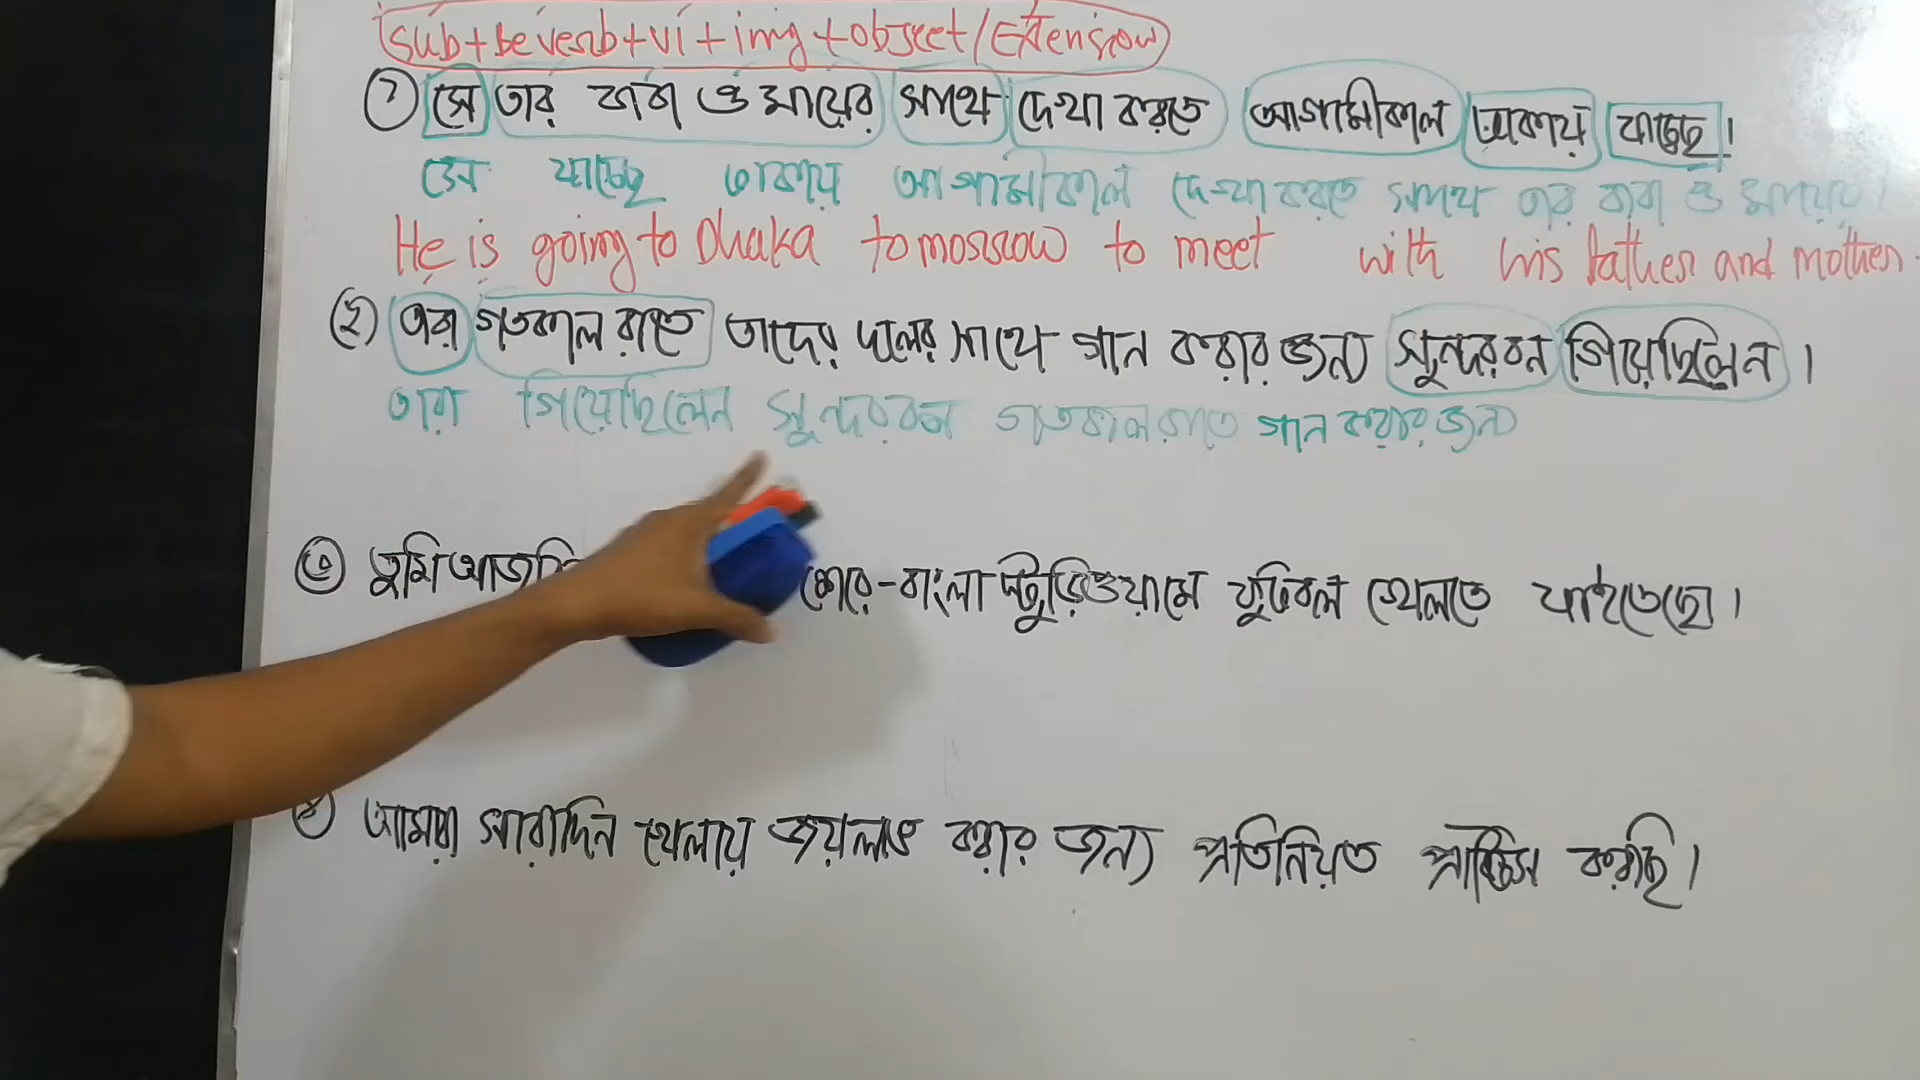 Sub+be verb+v1+ing+object/Extension
১ সে তার বাবা ও মায়ের সাথে দেখা করতে আগামীকাল ঢাকায় যাচ্ছে।
সে যাচ্ছে ঢাকায় আগামীকাল দেখা করতে সাথে তার বাবা ও মায়ের।
He is going to Dhaka tomorrow to meet with his father and mother.
২ তারা গতকাল রাতে তাদের দলের সাথে গান করার জন্য সুন্দরবন গিয়েছিলেন।
তারা গিয়েছিলেন সুন্দরবন গতকাল রাতে গান করার জন্য
৩ তুমি শেরে-বাংলা স্টুডিওয়ামে ফুটবল খেলতে যাইতেছো।
৪ আমরা সারাদিন খেলায় জয়লাভ করার জন্য প্রতিনিয়ত প্রাক্টিস করছি।